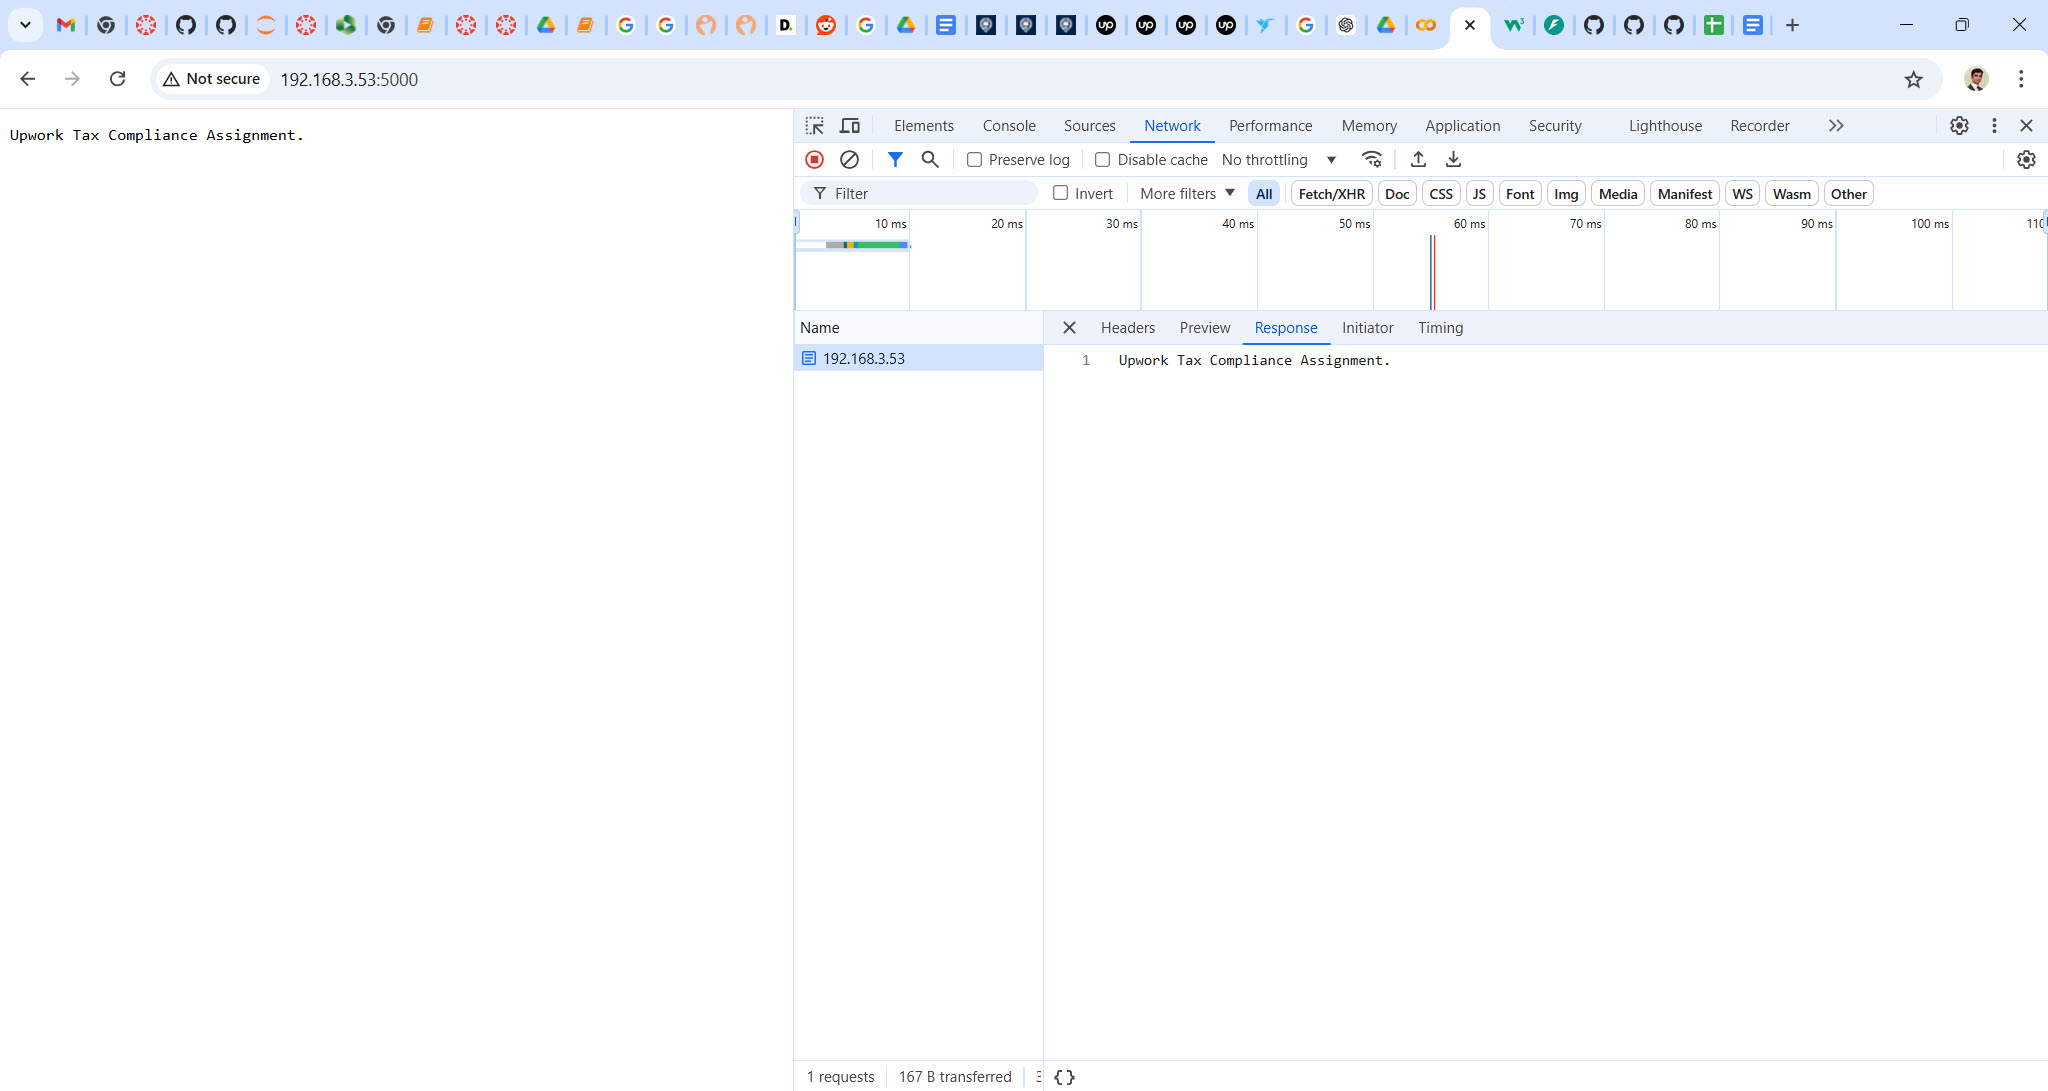 Not secure
192.168.3.53:5000
Upwork Tax Compliance Assignment.
Elements Console Sources Network Performance Memory Application Security Lighthouse Recorder
Preserve log Disable cache No throttling
Filter Invert More filters All Fetch/XHR Doc CSS JS Font Img Media Manifest WS Wasm Other
10 ms 20 ms 30 ms 40 ms 50 ms 60 ms 70 ms 80 ms 90 ms 100 ms 110
Name Headers Preview Response Initiator Timing
192.168.3.53
1 Upwork Tax Compliance Assignment.
1 requests 167 B transferred { }